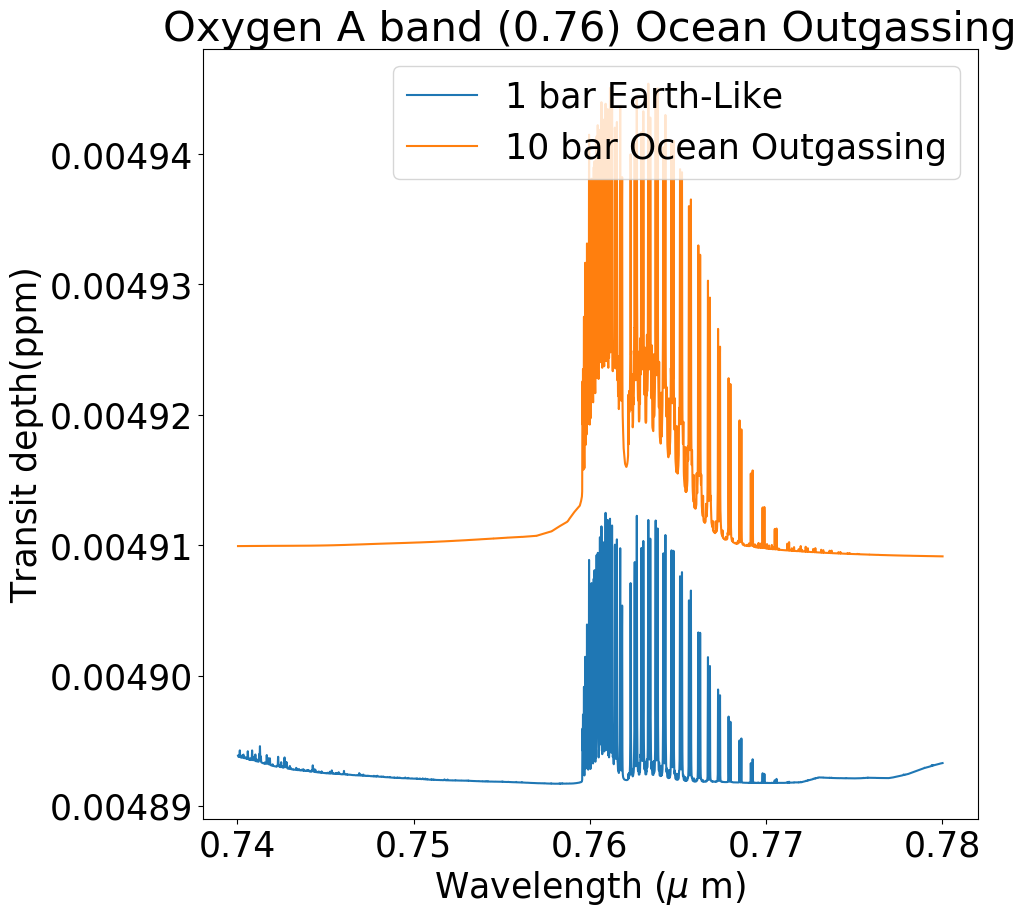 Oxygen A band (0.76) Ocean Outgassing
1 bar Earth-Like
10 bar Ocean Outgassing
Transit depth(ppm)
0.00494
0.00493
0.00492
0.00491
0.00490
0.00489
0.74 0.75 0.76 0.77 0.78
Wavelength (μ m)